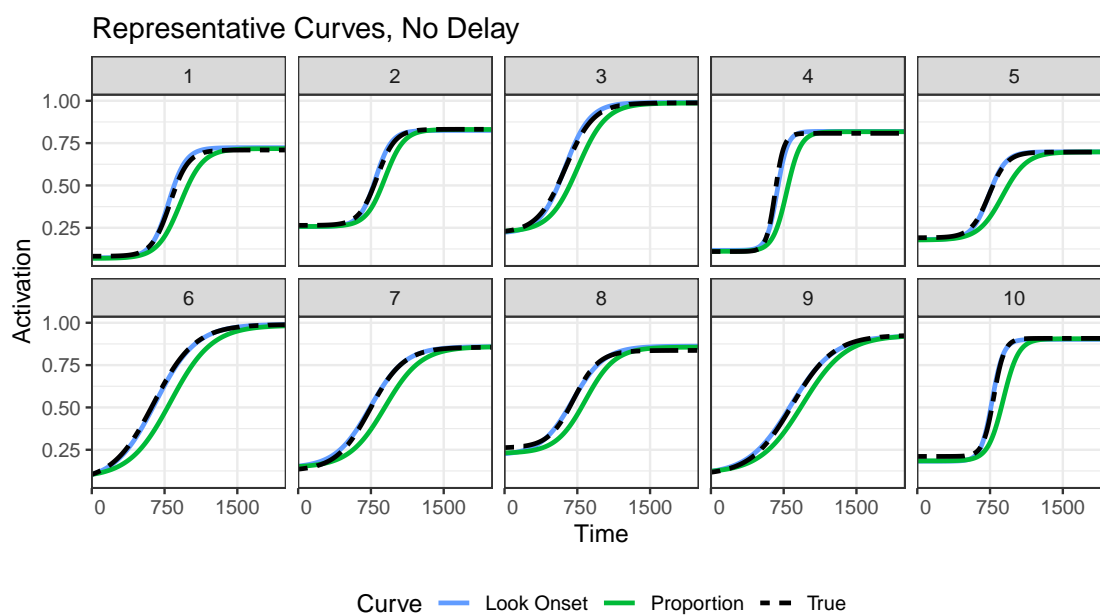 Representative Curves, No Delay
1 2 3 4 5
1.00
0.75
0.50
0.25
6 7 8 9 10
1.00
0.75
0.50
0.25
Activation
0 750 1500 0 750 1500 0 750 1500 0 750 1500 0 750 1500
Time
Curve Look Onset Proportion True